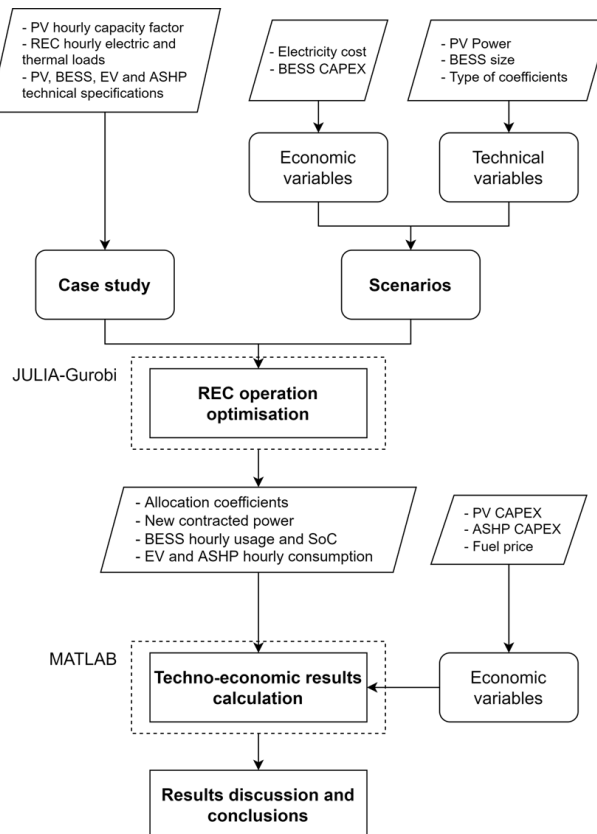 - PV hourly capacity factor
- REC hourly electric and
thermal loads
- PV, BESS, EV and ASHP
technical specifications
- Electricity cost
- BESS CAPEX
- PV Power
- BESS size
- Type of coefficients
Economic
variables
Technical
variables
Case study
Scenarios
JULIA-Gurobi
REC operation
optimisation
- Allocation coefficients
- New contracted power
- BESS hourly usage and SoC
- EV and ASHP hourly consumption
- PV CAPEX
- ASHP CAPEX
- Fuel price
MATLAB
Techno-economic results
calculation
Economic
variables
Results discussion and
conclusions